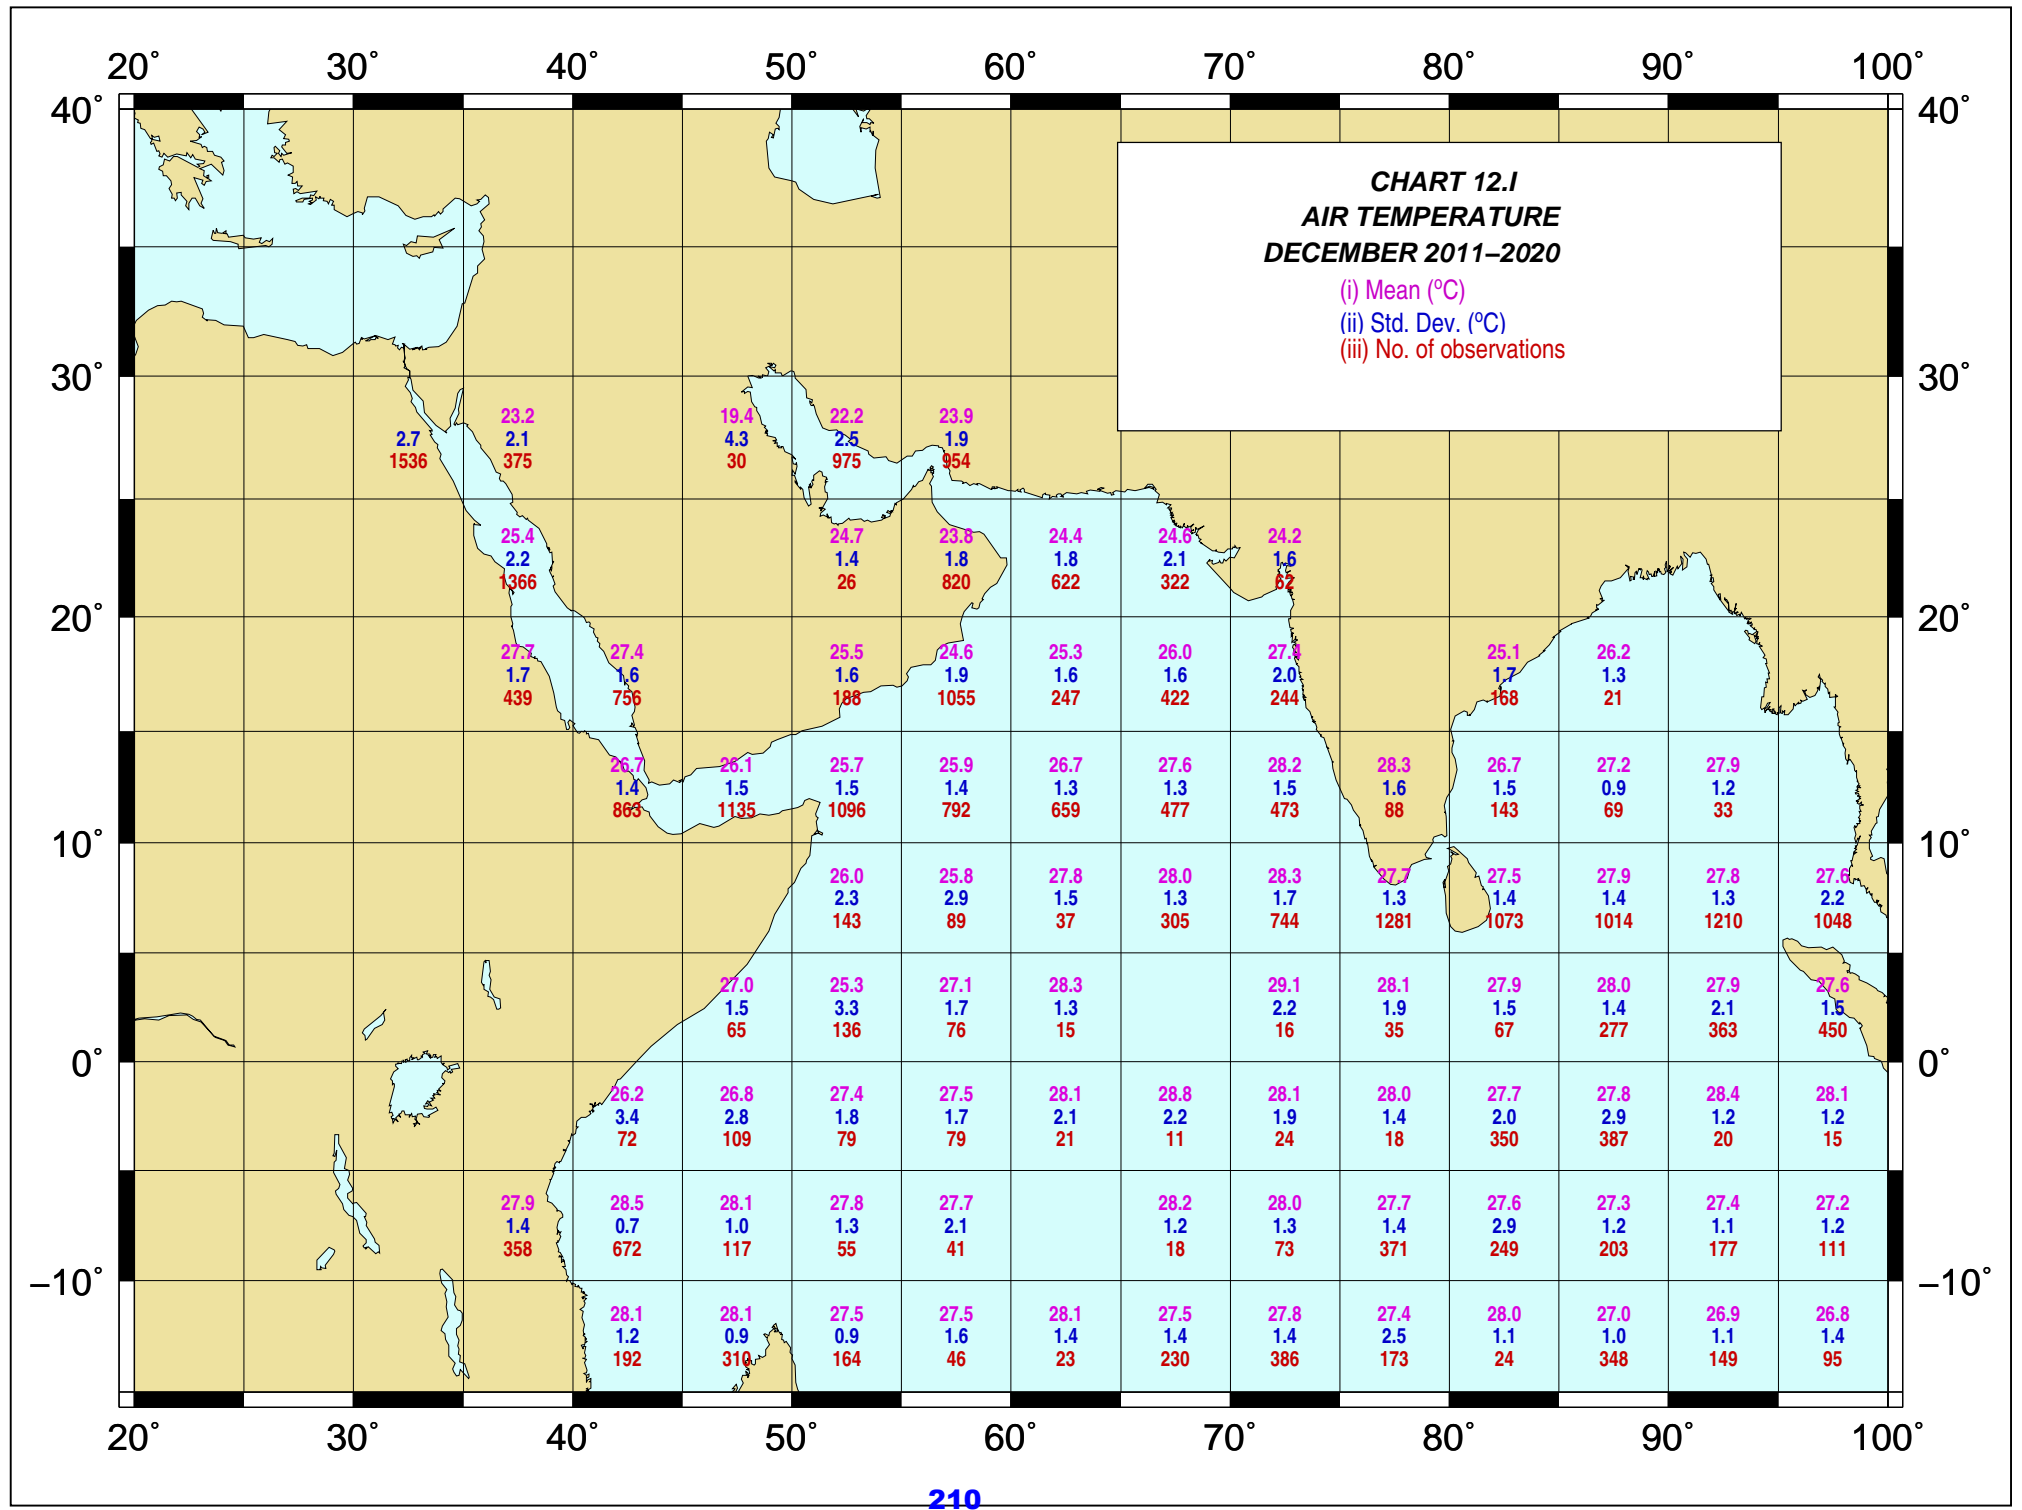 20° 30° 40° 50° 60° 70° 80° 90° 100°
40° 40°
CHART 12.I
AIR TEMPERATURE
DECEMBER 2011–2020
(i) Mean (°C)
(ii) Std. Dev. (°C)
(iii) No. of observations
30° 30°
23.2 19.4 22.2 23.9
2.7 2.1 4.3 2.5 1.9
1536 375 30 975 954
25.4 24.7 23.8 24.4 24.6 24.2
2.2 1.4 1.8 1.8 2.1 1.6
1366 26 820 622 322 62
20° 20°
27.7 27.4 25.5 24.6 25.3 26.0 27.4 25.1 26.2
1.7 1.6 1.6 1.9 1.6 1.6 2.0 1.7 1.3
439 756 188 1055 247 422 244 168 21
26.7 26.1 25.7 25.9 26.7 27.6 28.2 28.3 26.7 27.2 27.9
1.4 1.5 1.5 1.4 1.3 1.3 1.5 1.6 1.5 0.9 1.2
863 1135 1096 792 659 477 473 88 143 69 33
10° 10°
26.0 25.8 27.8 28.0 28.3 27.7 27.5 27.9 27.8 27.6
2.3 2.9 1.5 1.3 1.7 1.3 1.4 1.4 1.3 2.2
143 89 37 305 744 1281 1073 1014 1210 1048
27.0 25.3 27.1 28.3 29.1 28.1 27.9 28.0 27.9 27.6
1.5 3.3 1.7 1.3 2.2 1.9 1.5 1.4 2.1 1.5
65 136 76 15 16 35 67 277 363 450
0° 0°
26.2 26.8 27.4 27.5 28.1 28.8 28.1 28.0 27.7 27.8 28.4 28.1
3.4 2.8 1.8 1.7 2.1 2.2 1.9 1.4 2.0 2.9 1.2 1.2
72 109 79 79 21 11 24 18 350 387 20 15
27.9 28.5 28.1 27.8 27.7 28.2 28.0 27.7 27.6 27.3 27.4 27.2
1.4 0.7 1.0 1.3 2.1 1.2 1.3 1.4 2.9 1.2 1.1 1.2
358 672 117 55 41 18 73 371 249 203 177 111
–10° –10°
28.1 28.1 27.5 27.5 28.1 27.5 27.8 27.4 28.0 27.0 26.9 26.8
1.2 0.9 0.9 1.6 1.4 1.4 1.4 2.5 1.1 1.0 1.1 1.4
192 310 164 46 23 230 386 173 24 348 149 95
20° 30° 40° 50° 60° 70° 80° 90° 100°
210